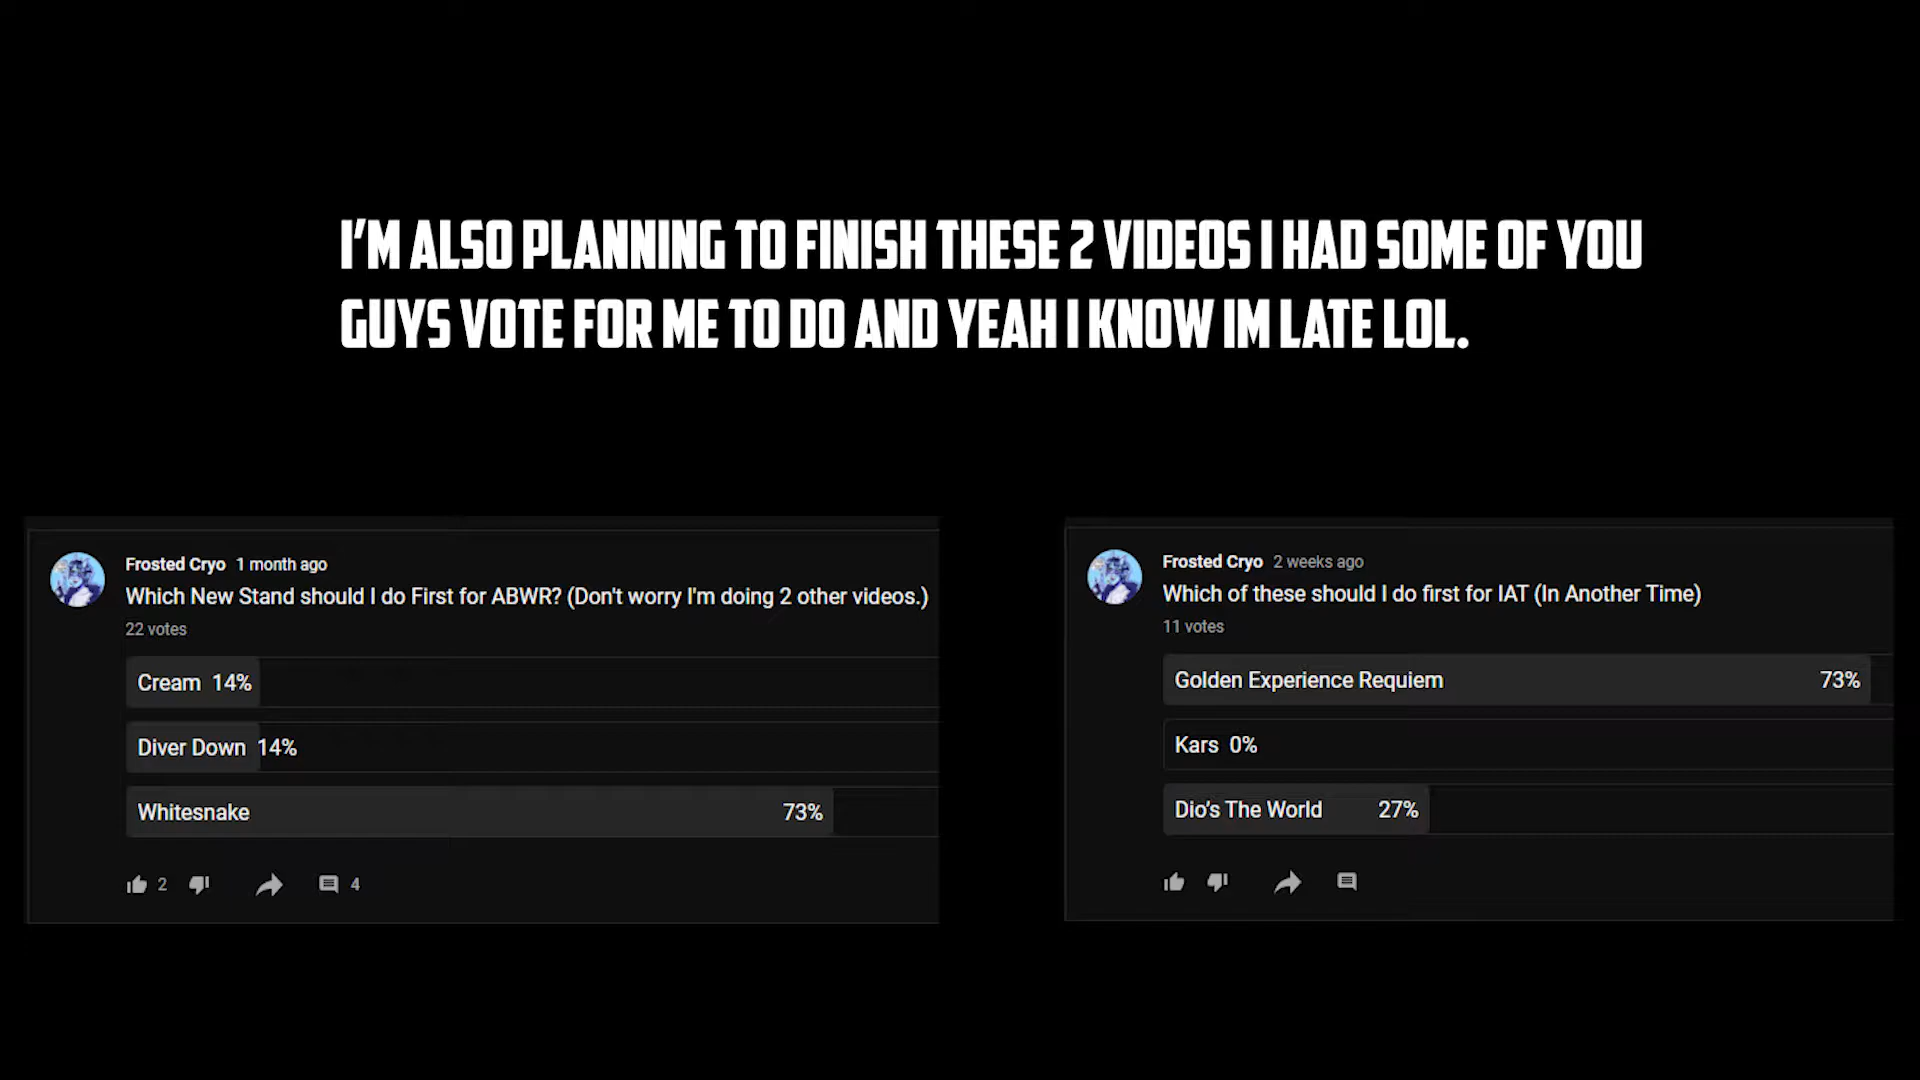 I'M ALSO PLANNING TO FINISH THESE 2 VIDEOS I HAD SOME OF YOU
GUYS VOTE FOR ME TO DO AND YEAH I KNOW IM LATE LOL.
Frosted Cryo 1 month ago
Which New Stand should I do First for ABWR? (Don't worry I'm doing 2 other videos.)
22 votes
Cream 14%
Diver Down 14%
Whitesnake 73%
2 4
Frosted Cryo 2 weeks ago
Which of these should I do first for IAT (In Another Time)
11 votes
Golden Experience Requiem 73%
Kars 0%
Dio's The World 27%